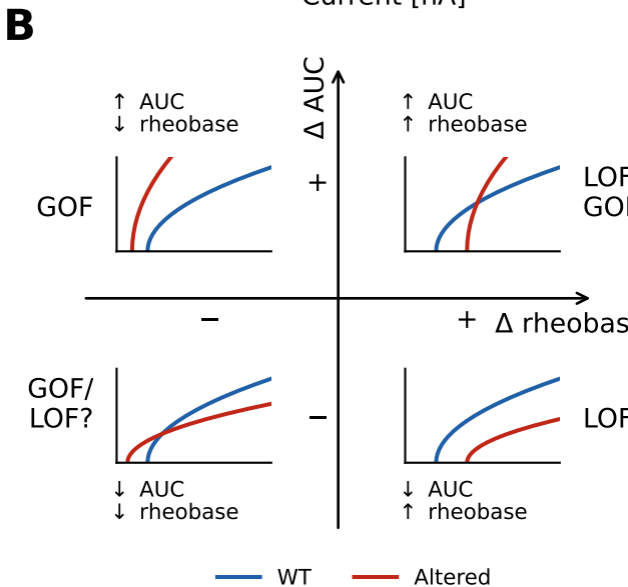 B
Current [nA]
Δ AUC
↑ AUC
↓ rheobase
↑ AUC
↑ rheobase
GOF
+
LOF
GOF
−
+
Δ rheobas
GOF/
LOF?
−
LOF
↓ AUC
↓ rheobase
↓ AUC
↑ rheobase
WT
Altered